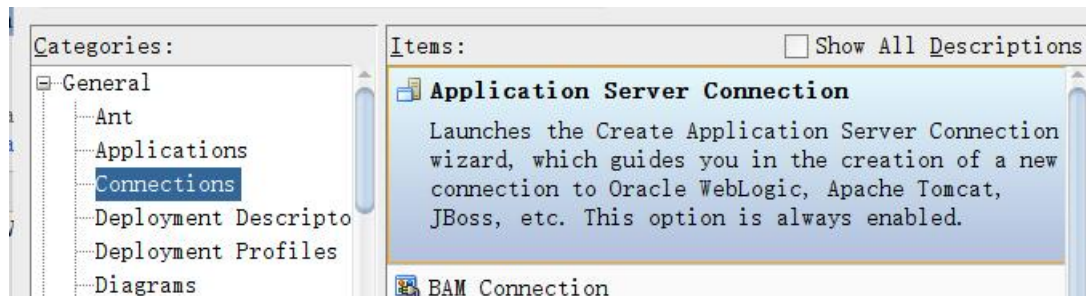 Categories:
General
Ant
Applications
Connections
Deployment Descripto
Deployment Profiles
Diagrams
Items:
Show All Descriptions
Application Server Connection
Launches the Create Application Server Connection
wizard, which guides you in the creation of a new
connection to Oracle WebLogic, Apache Tomcat,
JBoss, etc. This option is always enabled.
BAM Connection